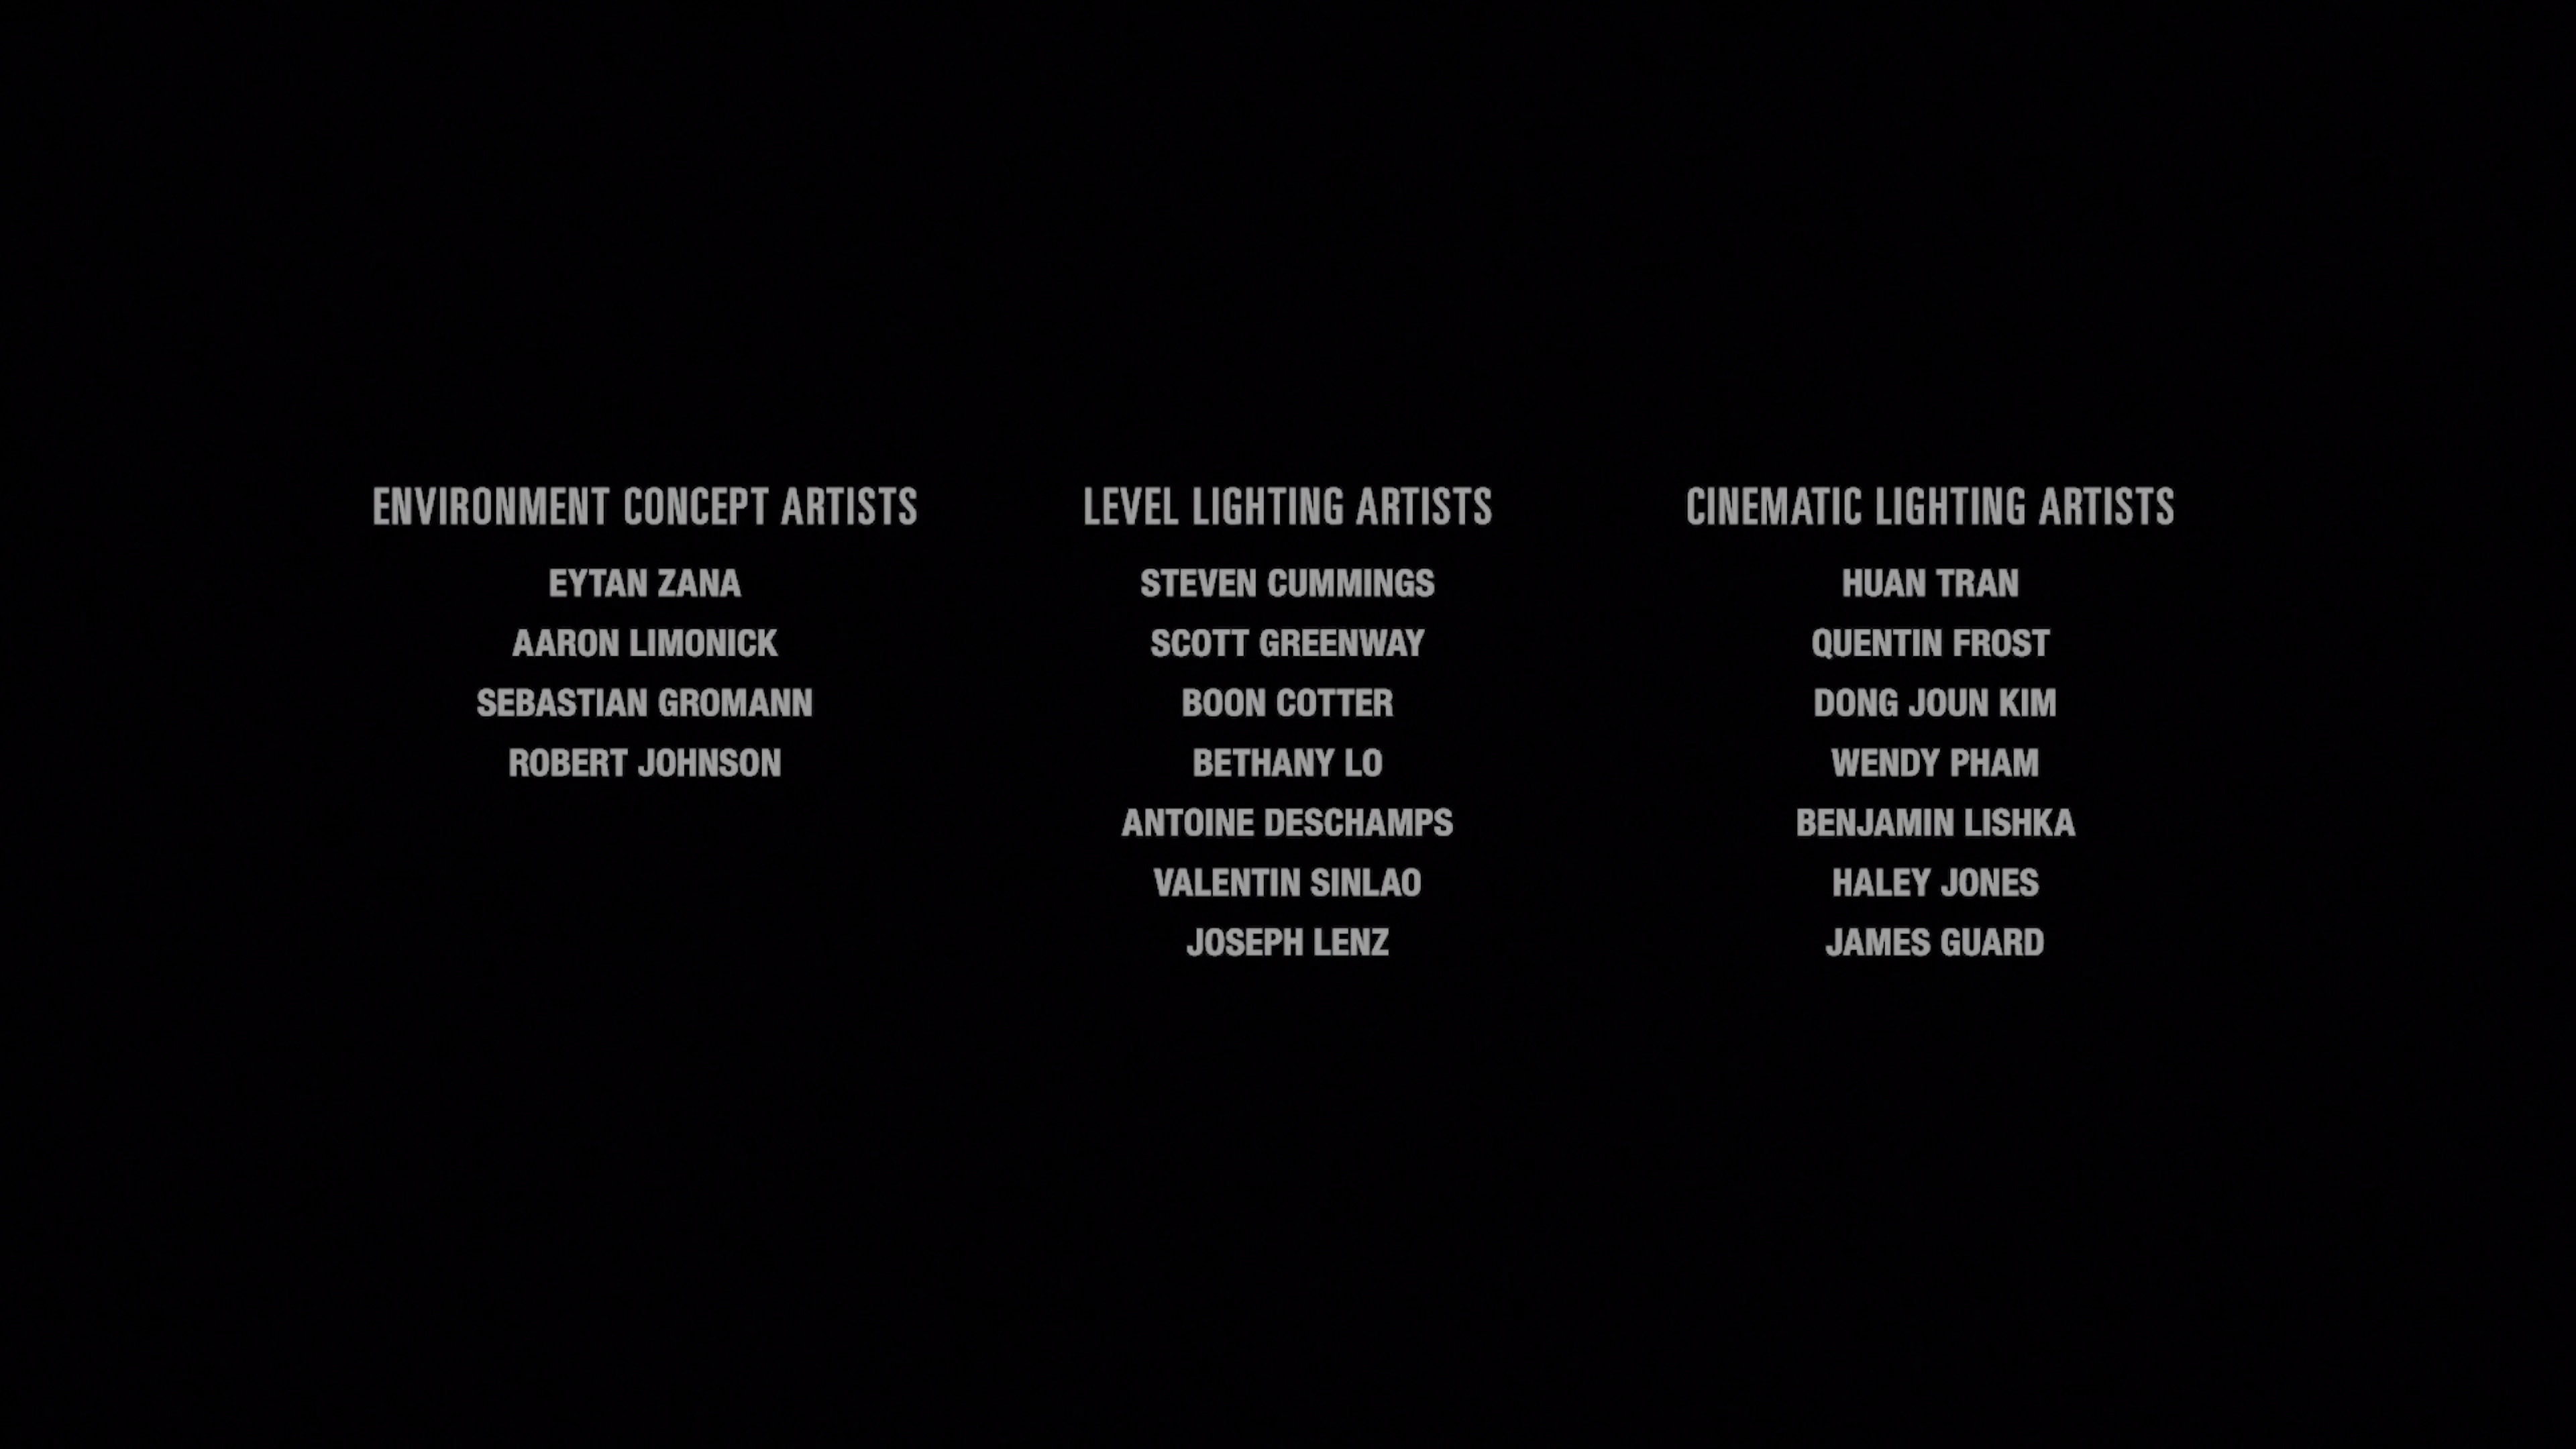 ENVIRONMENT CONCEPT ARTISTS
EYTAN ZANA
AARON LIMONICK
SEBASTIAN GROMANN
ROBERT JOHNSON
LEVEL LIGHTING ARTISTS
STEVEN CUMMINGS
SCOTT GREENWAY
BOON COTTER
BETHANY LO
ANTOINE DESCHAMPS
VALENTIN SINLAO
JOSEPH LENZ
CINEMATIC LIGHTING ARTISTS
HUAN TRAN
QUENTIN FROST
DONG JOUN KIM
WENDY PHAM
BENJAMIN LISHKA
HALEY JONES
JAMES GUARD